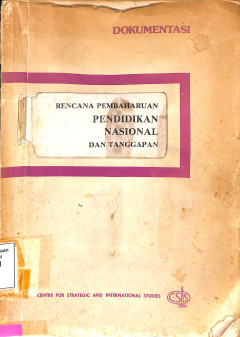 DOKUMENTASI
RENCANA PEMBAHARUAN
PENDIDIKAN
NASIONAL
DAN TANGGAPAN
CENTRE FOR STRATEGIC AND INTERNATIONAL STUDIES
CSIS